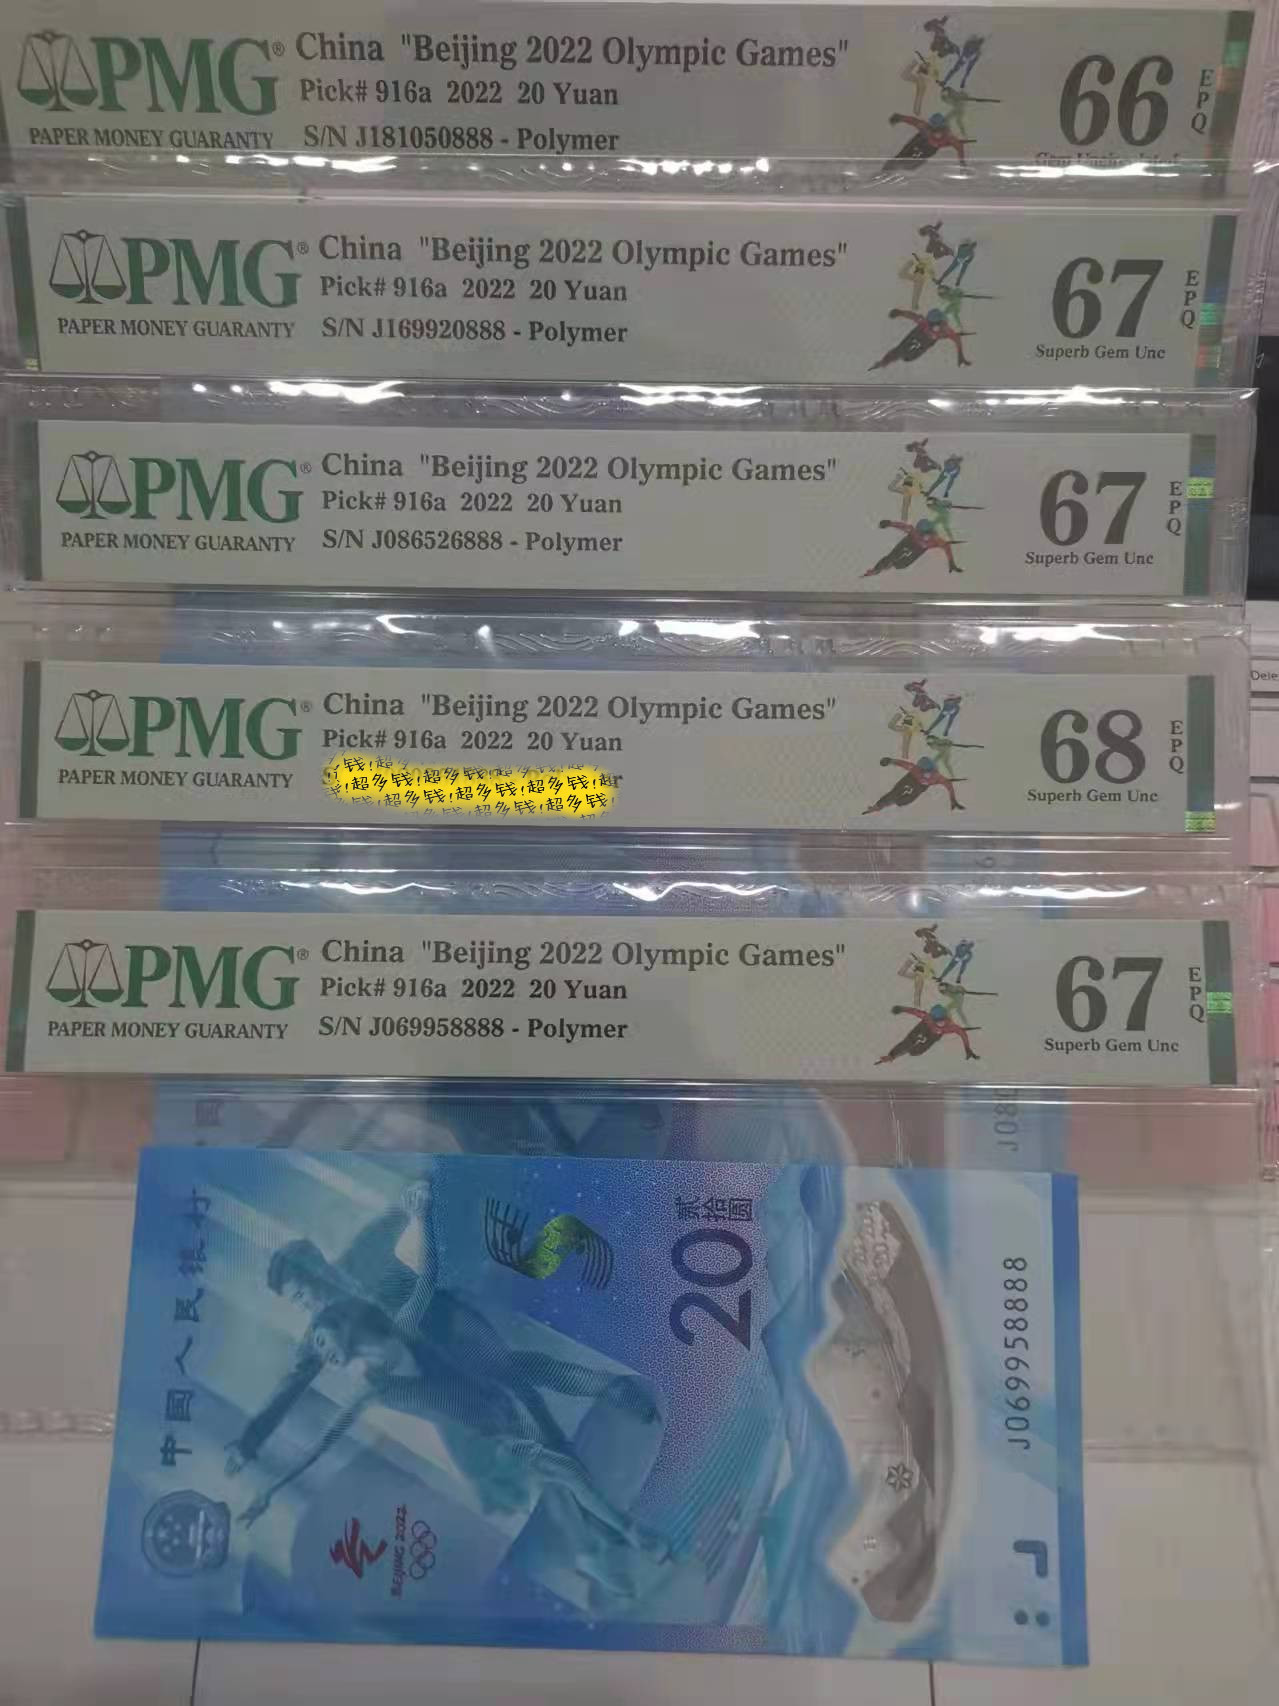 PMG® China "Beijing 2022 Olympic Games" 66 EPQ
Pick# 916a 2022 20 Yuan
PAPER MONEY GUARANTY S/N J181050888 - Polymer
PMG® China "Beijing 2022 Olympic Games" 67 EPQ
Pick# 916a 2022 20 Yuan
PAPER MONEY GUARANTY S/N J169920888 - Polymer
Superb Gem Unc
PMG® China "Beijing 2022 Olympic Games" 67 EPQ
Pick# 916a 2022 20 Yuan
PAPER MONEY GUARANTY S/N J086526888 - Polymer
Superb Gem Unc
PMG® China "Beijing 2022 Olympic Games" 68 EPQ
Pick# 916a 2022 20 Yuan
PAPER MONEY GUARANTY
!超多钱!超多钱!超多钱!超多钱!
Superb Gem Unc
PMG® China "Beijing 2022 Olympic Games" 67 EPQ
Pick# 916a 2022 20 Yuan
PAPER MONEY GUARANTY S/N J069958888 - Polymer
Superb Gem Unc
J080
中国人民银行
贰拾圆
20
BEIJING 2022
J069958888